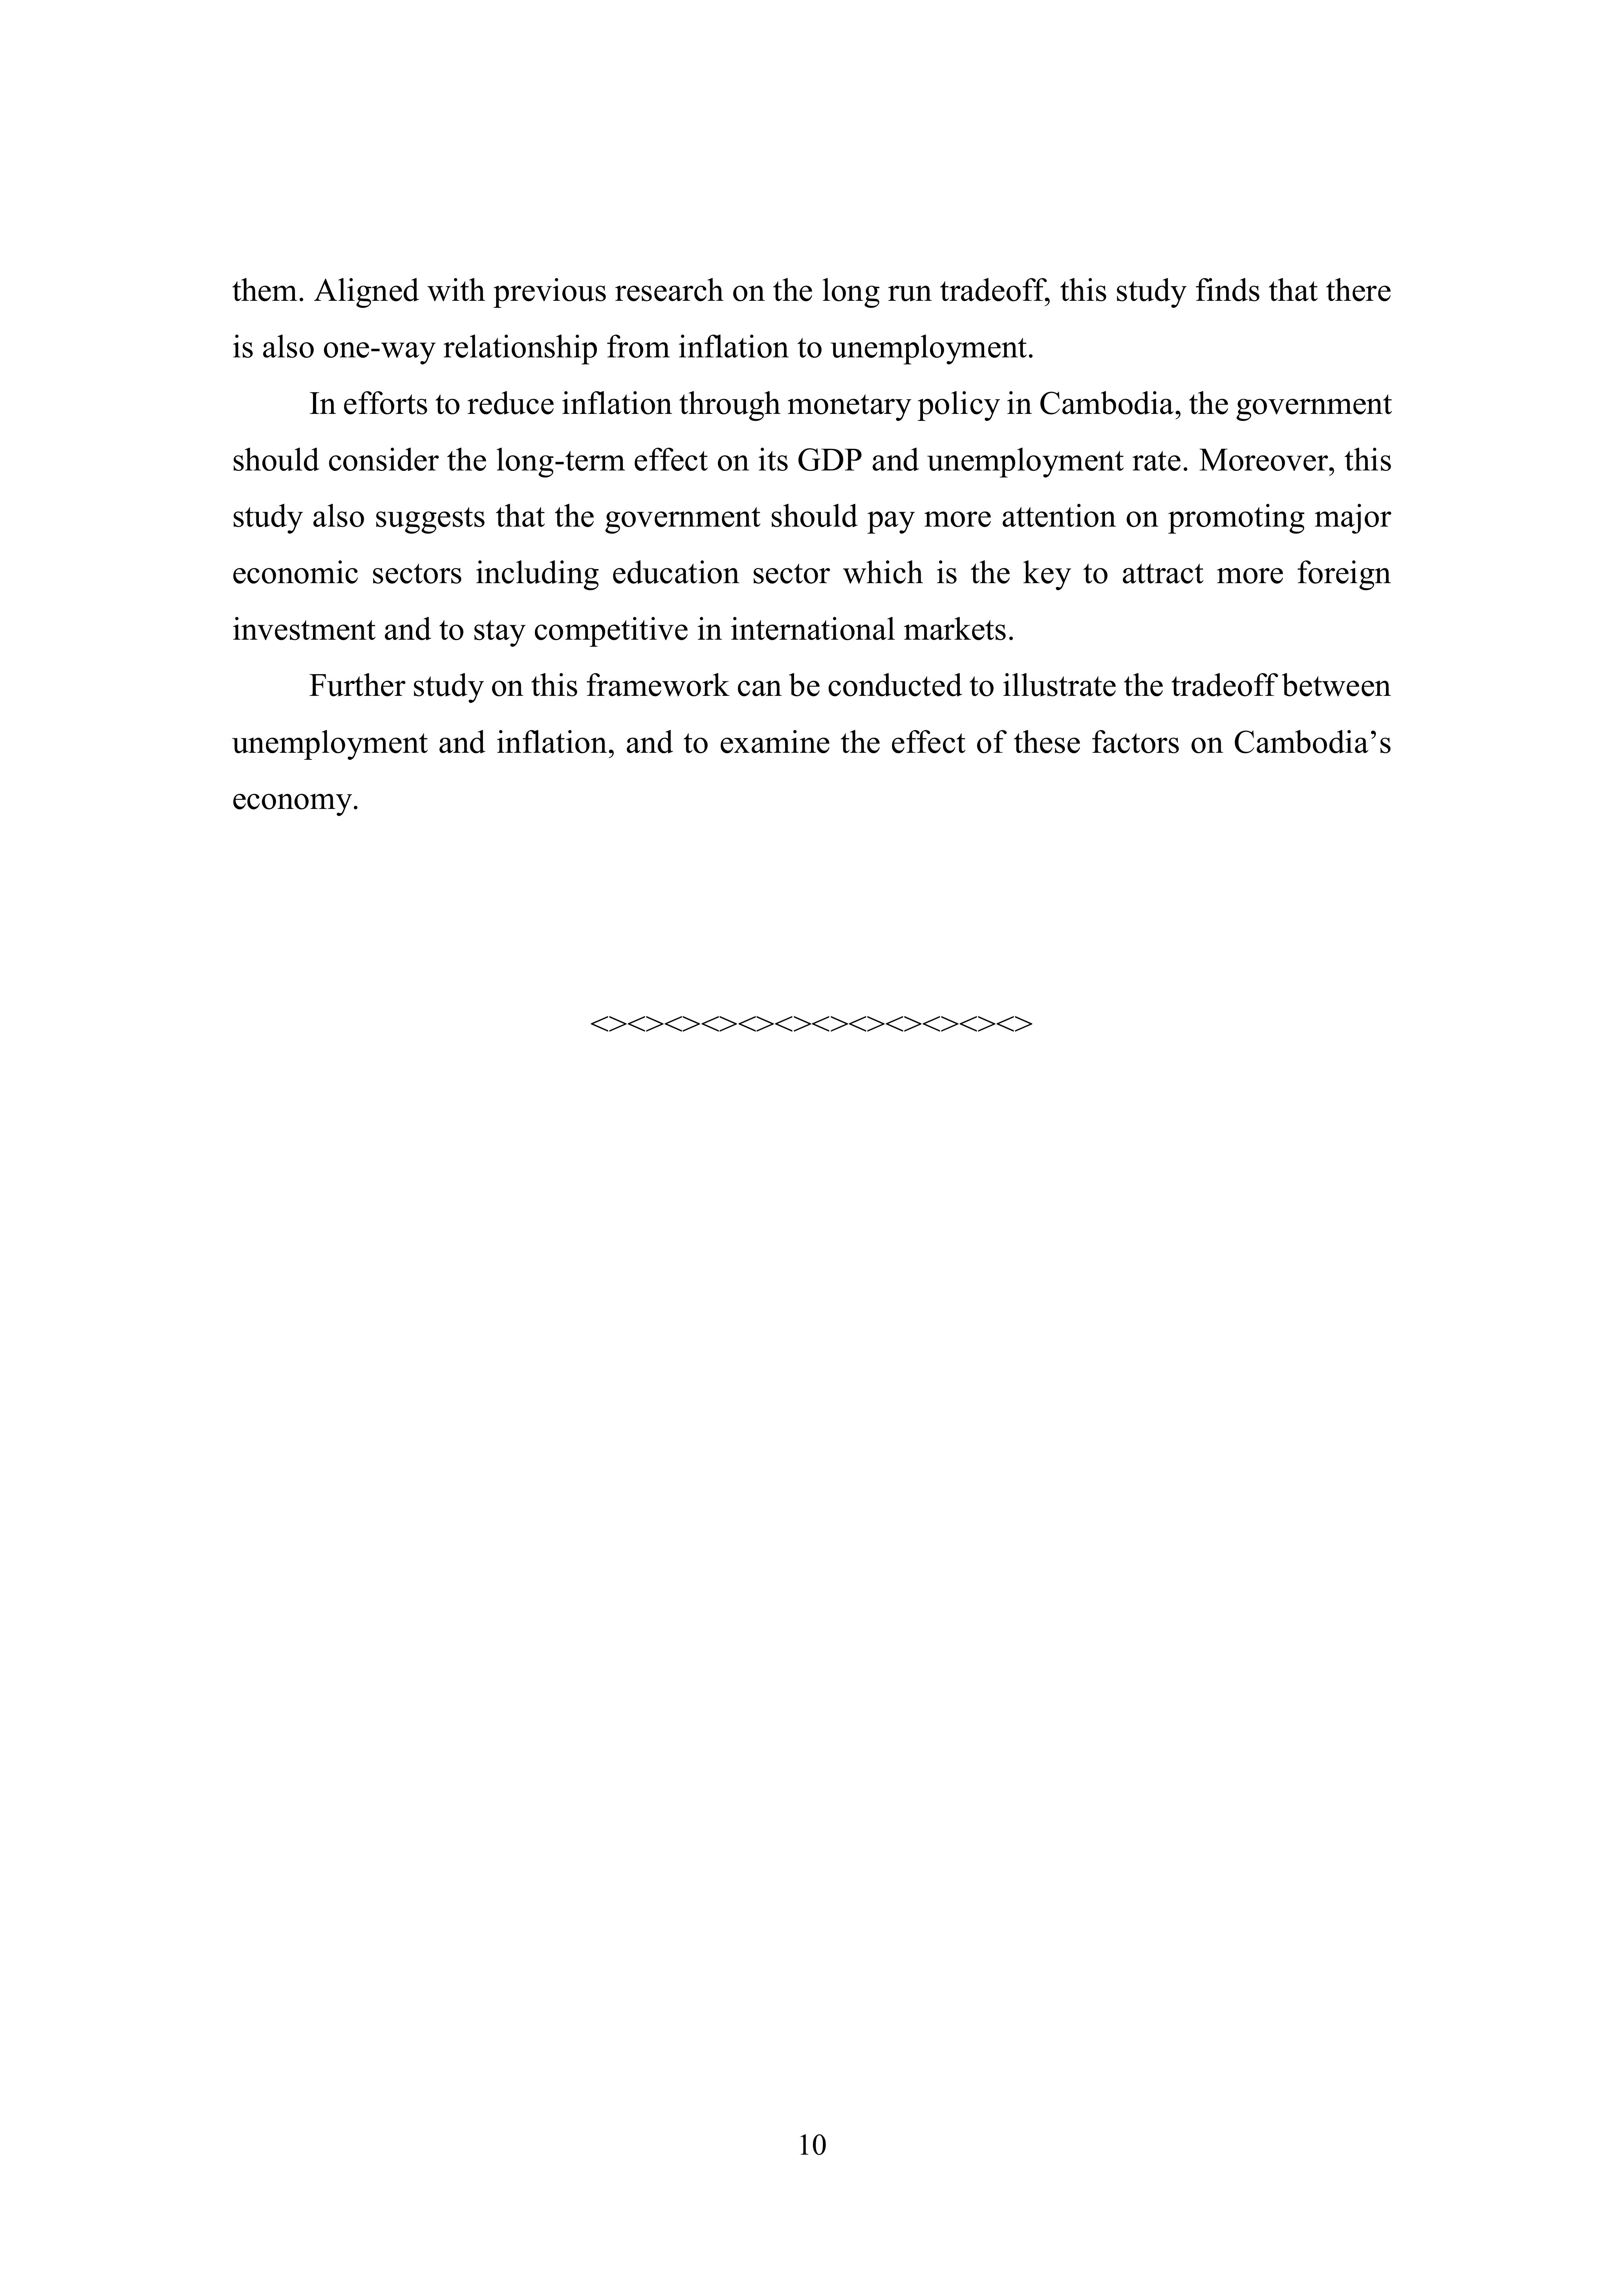 them. Aligned with previous research on the long run tradeoff, this study finds that there
is also one-way relationship from inflation to unemployment.
In efforts to reduce inflation through monetary policy in Cambodia, the government
should consider the long-term effect on its GDP and unemployment rate. Moreover, this
study also suggests that the government should pay more attention on promoting major
economic sectors including education sector which is the key to attract more foreign
investment and to stay competitive in international markets.
Further study on this framework can be conducted to illustrate the tradeoff between
unemployment and inflation, and to examine the effect of these factors on Cambodia’s
economy.
<><><><><><><><><><><><>
10